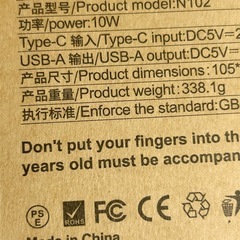 产品型号/Product model:N102
功率/power:10W
Type-C 输入/Type-C input:DC5V=2
USB-A 输出/USB-A output:DC5V=
产品尺寸/Product dimensions:105*
产品重量/Product weight:338.1g
执行标准/Enforce the standard:GB
Don't put your fingers into the
years old must be accompan
PS E RoHS FC CE
Made in China